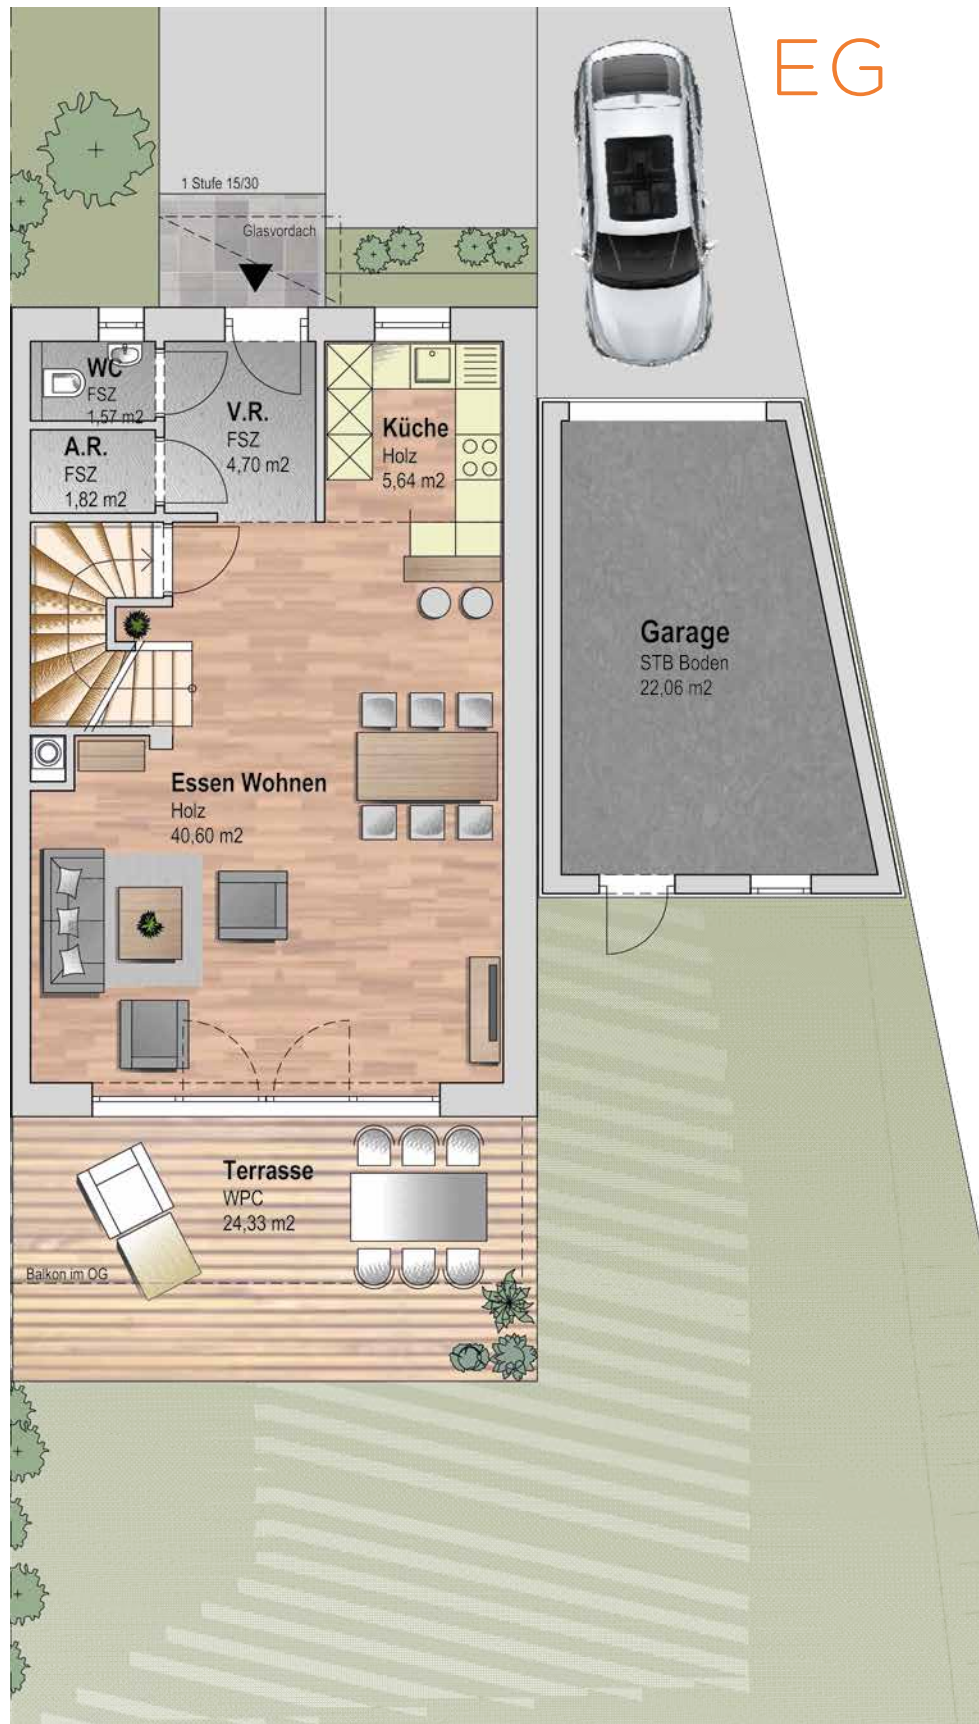 EG
1 Stufe 15/30
Glasvordach
WC
FSZ
1,57 m2
V.R.
FSZ
4,70 m2
Küche
Holz
5,64 m2
A.R.
FSZ
1,82 m2
Garage
STB Boden
22,06 m2
Essen Wohnen
Holz
40,60 m2
Terrasse
WPC
24,33 m2
Balkon im OG